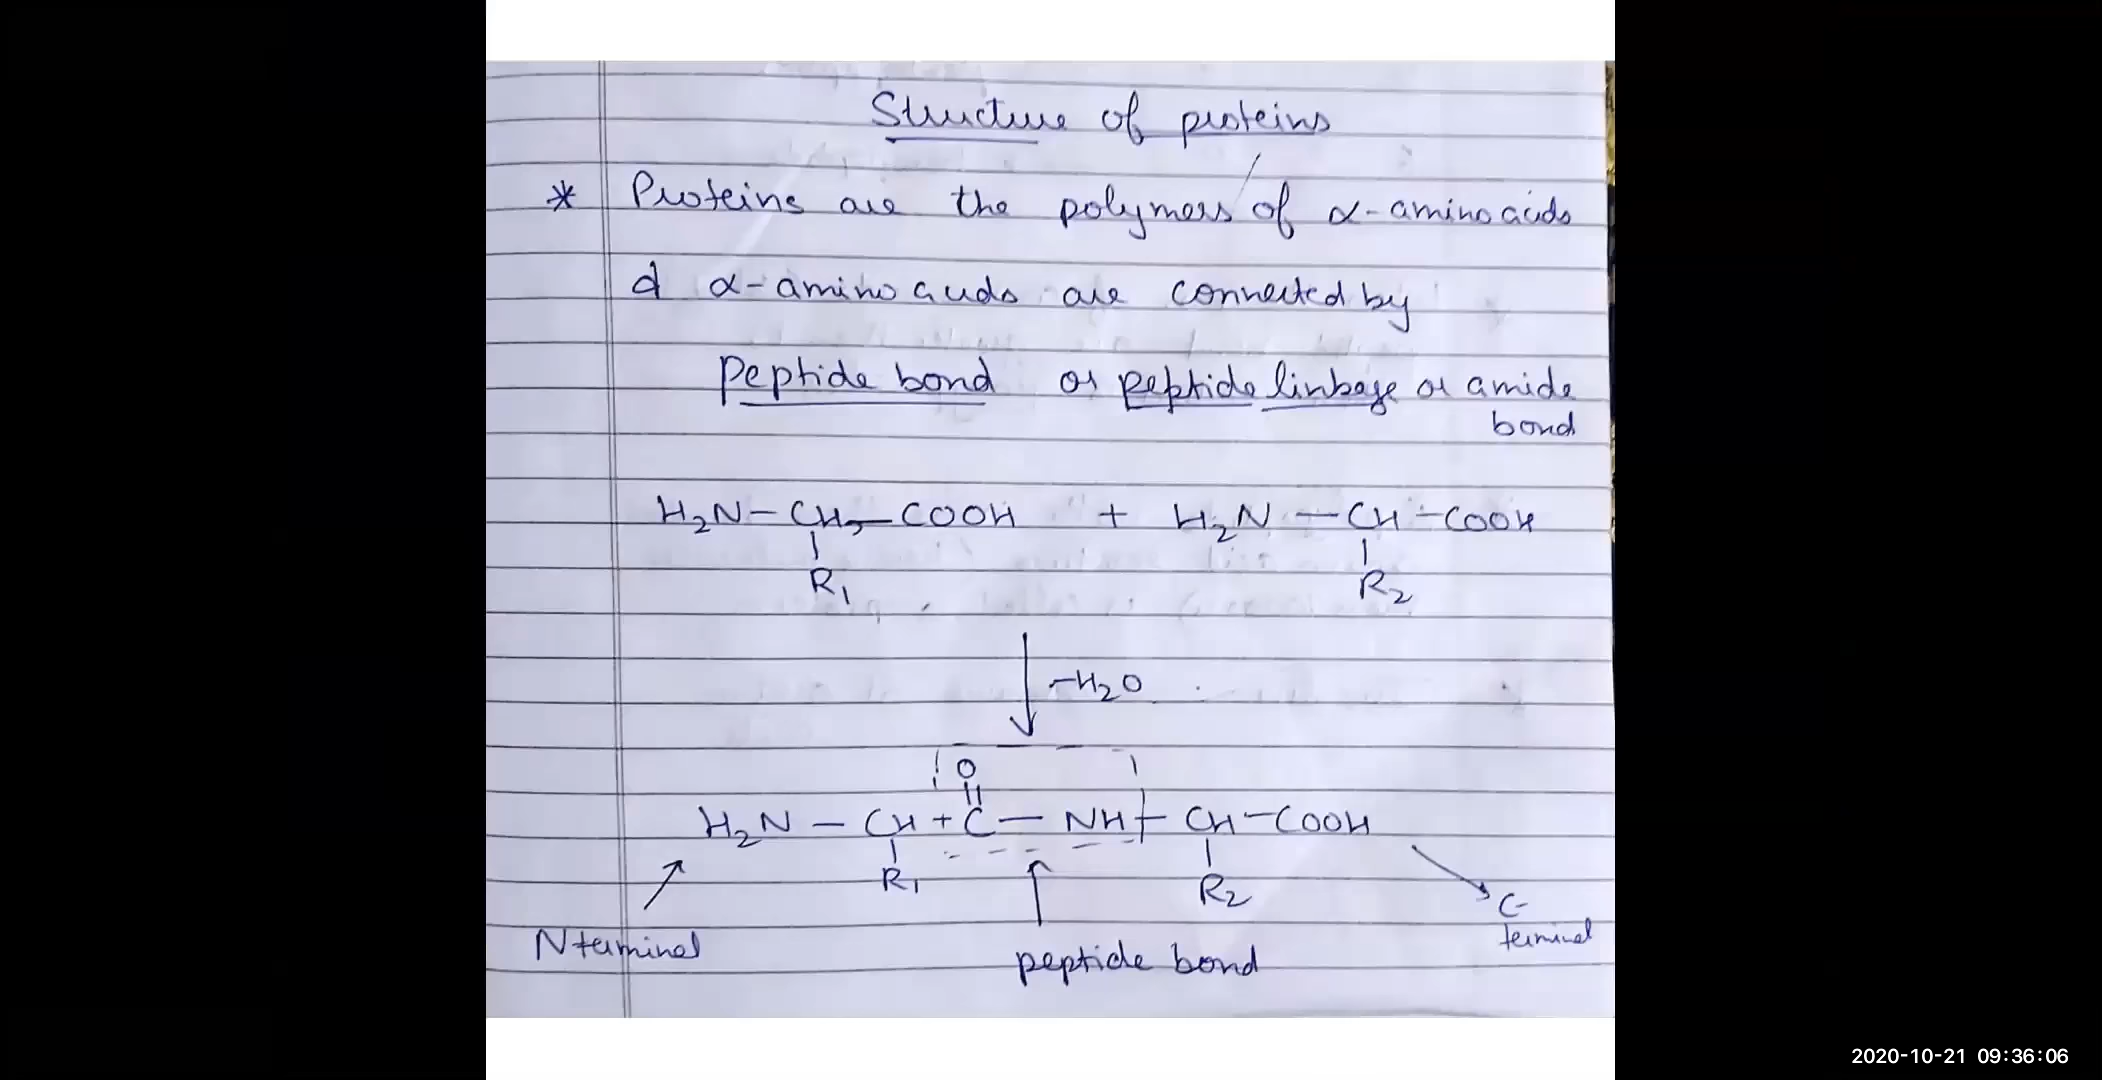 Structure of proteins
* Proteins are the polymers of α-amino acids
d α-amino acids are connected by
peptide bond or peptide linkage or amide
bond
H₂N – CH – COOH + H₂N – CH – COOH
R₁ R₂
-H₂O
O
H₂N – CH + C – NH – CH – COOH
R₁ R₂
C-
N terminal terminal
peptide bond
2020-10-21 09:36:06